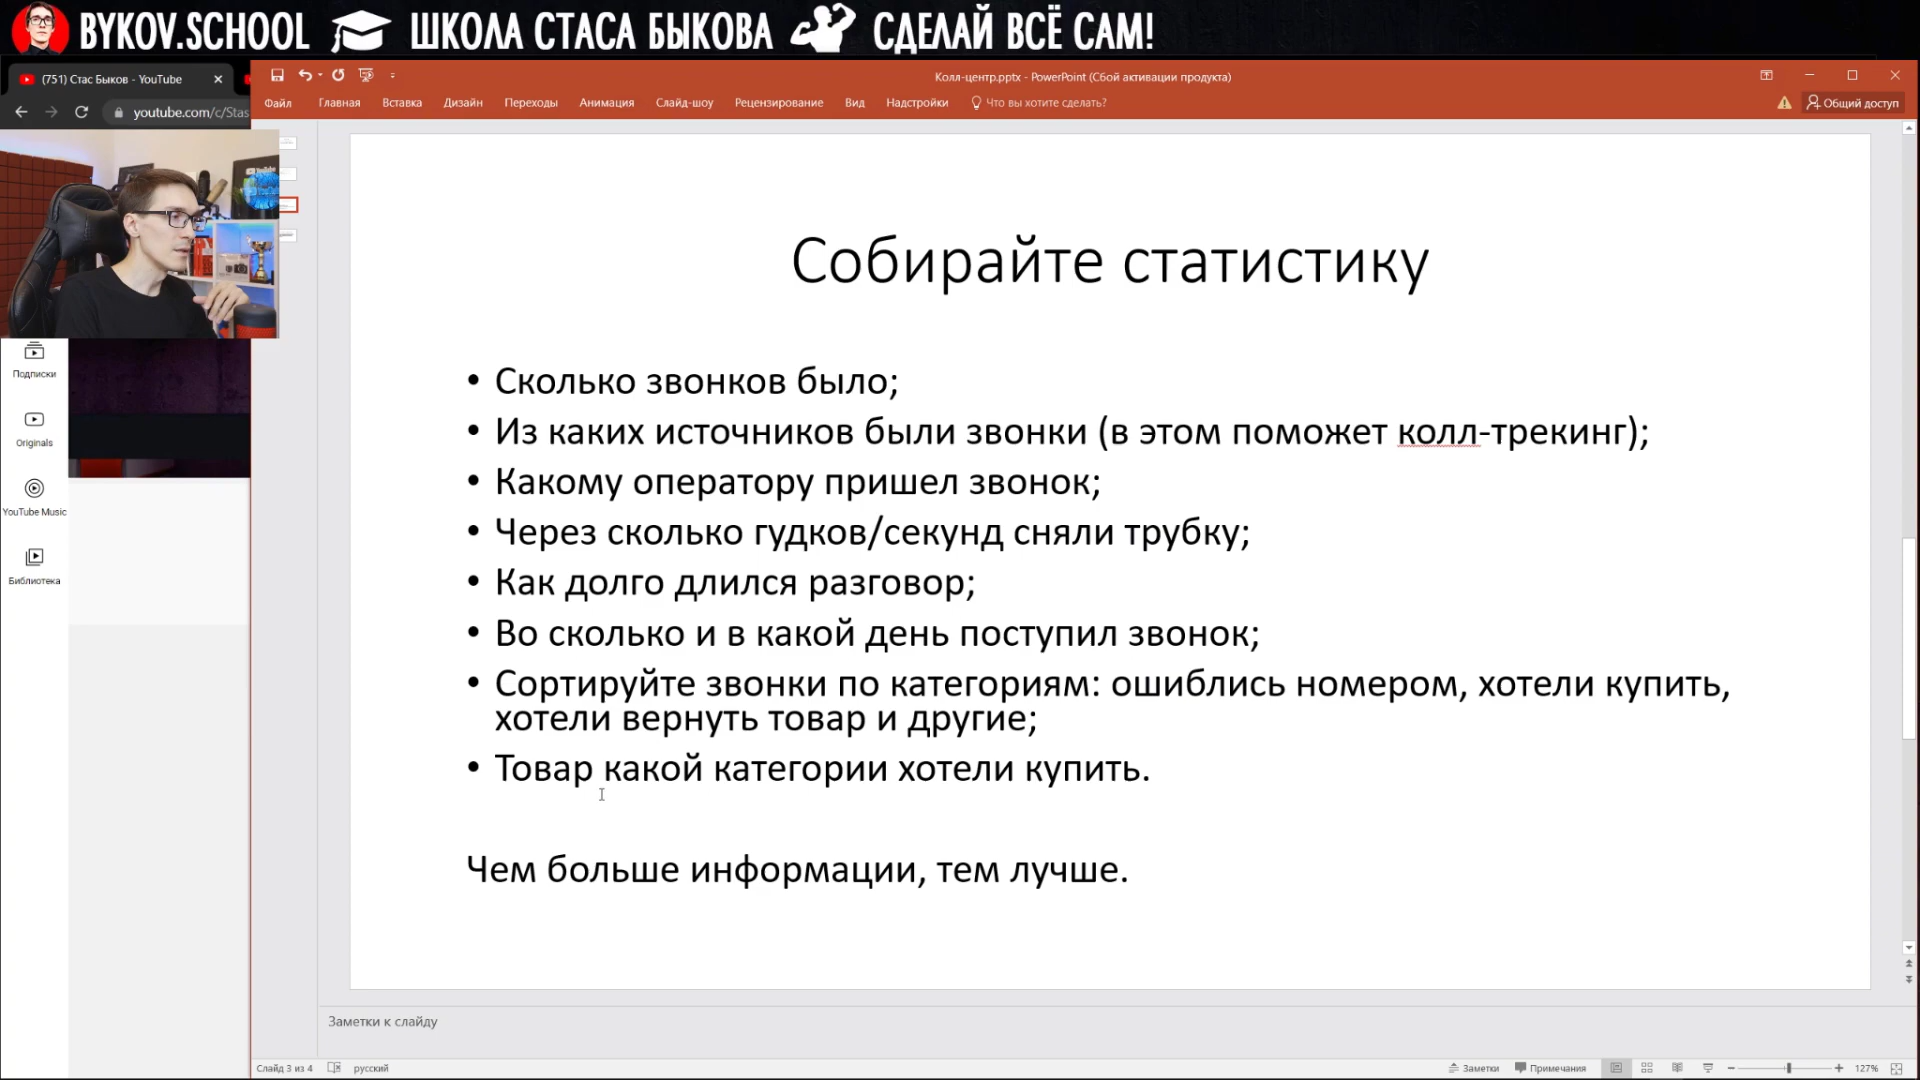 BYKOV.SCHOOL ШКОЛА СТАСА БЫКОВА СДЕЛАЙ ВСЁ САМ!
(751) Стас Быков - YouTube
youtube.com/c/Stas
Колл-центр.pptx - PowerPoint (Сбой активации продукта)
Файл Главная Вставка Дизайн Переходы Анимация Слайд-шоу Рецензирование Вид Надстройки Что вы хотите сделать? Общий доступ
Подписки
Originals
YouTube Music
Библиотека
Собирайте статистику
• Сколько звонков было;
• Из каких источников были звонки (в этом поможет колл-трекинг);
• Какому оператору пришел звонок;
• Через сколько гудков/секунд сняли трубку;
• Как долго длился разговор;
• Во сколько и в какой день поступил звонок;
• Сортируйте звонки по категориям: ошиблись номером, хотели купить,
хотели вернуть товар и другие;
• Товар какой категории хотели купить.
Чем больше информации, тем лучше.
Заметки к слайду
Слайд 3 из 4 русский Заметки Примечания 127%